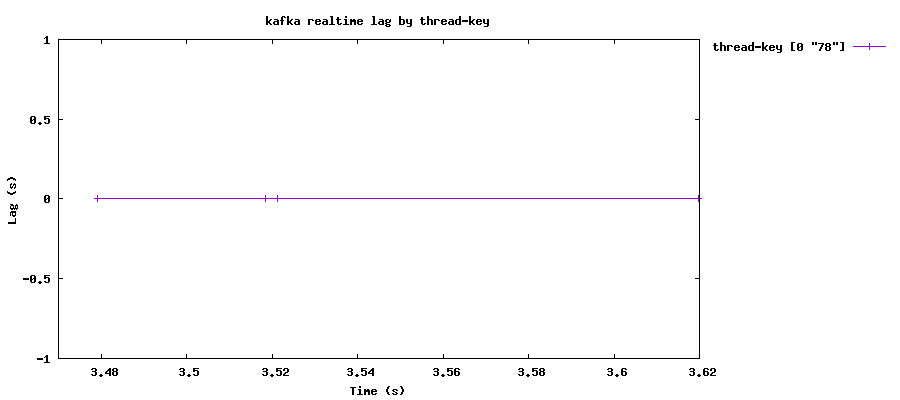 kafka realtime lag by thread-key
thread-key [0 "78"]
1
0.5
0
-0.5
-1
Lag (s)
3.48 3.5 3.52 3.54 3.56 3.58 3.6 3.62
Time (s)